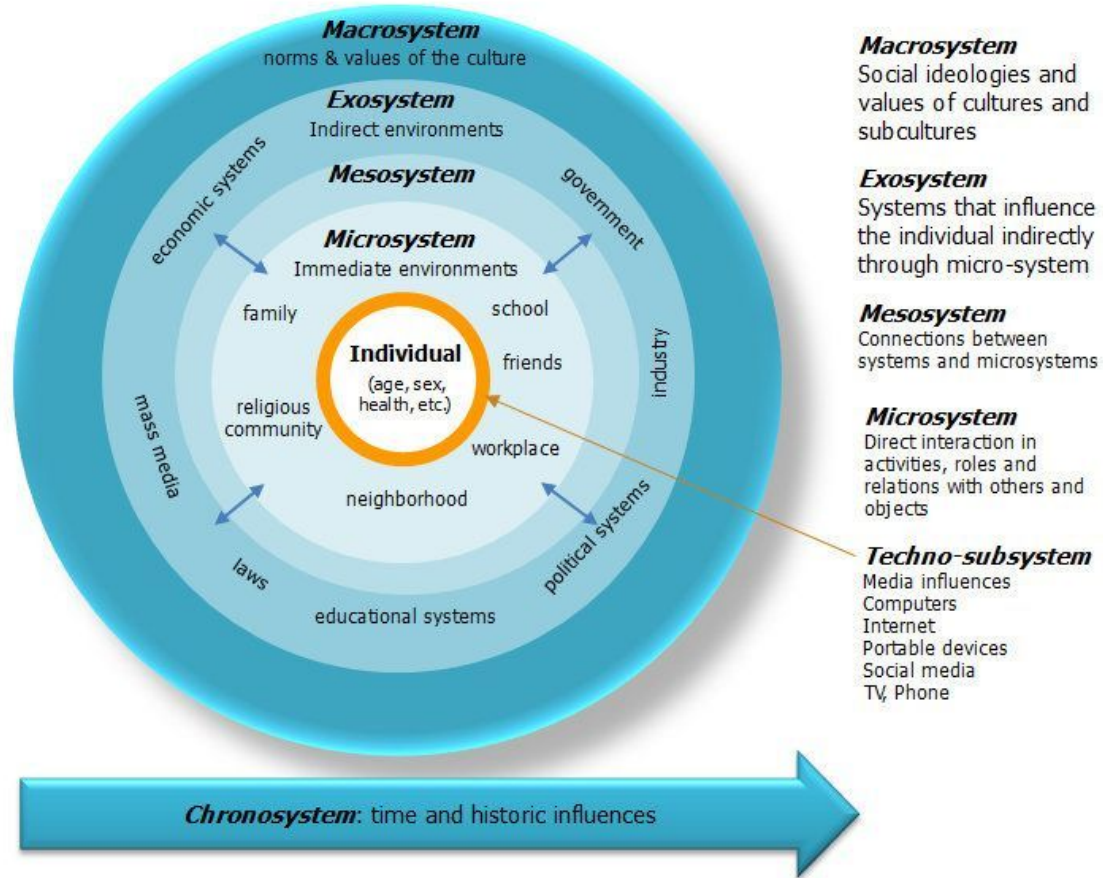 Macrosystem
norms & values of the culture
Exosystem
Indirect environments
Mesosystem
Microsystem
Immediate environments
economic systems
government
family
school
Individual
(age, sex,
health, etc.)
friends
industry
religious
community
workplace
mass media
neighborhood
laws
political systems
educational systems
Macrosystem
Social ideologies and
values of cultures and
subcultures
Exosystem
Systems that influence
the individual indirectly
through micro-system
Mesosystem
Connections between
systems and microsystems
Microsystem
Direct interaction in
activities, roles and
relations with others and
objects
Techno-subsystem
Media influences
Computers
Internet
Portable devices
Social media
TV, Phone
Chronosystem: time and historic influences